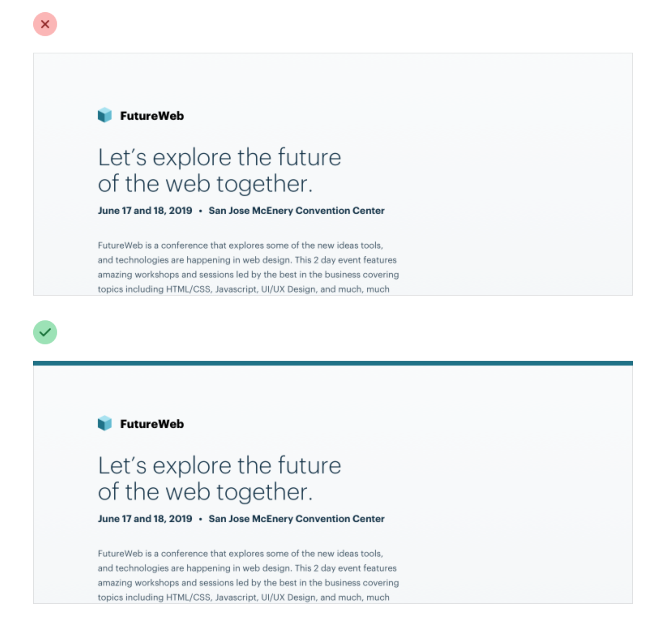 FutureWeb
Let’s explore the future
of the web together.
June 17 and 18, 2019 • San Jose McEnery Convention Center
FutureWeb is a conference that explores some of the new ideas tools,
and technologies are happening in web design. This 2 day event features
amazing workshops and sessions led by the best in the business covering
topics including HTML/CSS, Javascript, UI/UX Design, and much, much
FutureWeb
Let’s explore the future
of the web together.
June 17 and 18, 2019 • San Jose McEnery Convention Center
FutureWeb is a conference that explores some of the new ideas tools,
and technologies are happening in web design. This 2 day event features
amazing workshops and sessions led by the best in the business covering
topics including HTML/CSS, Javascript, UI/UX Design, and much, much